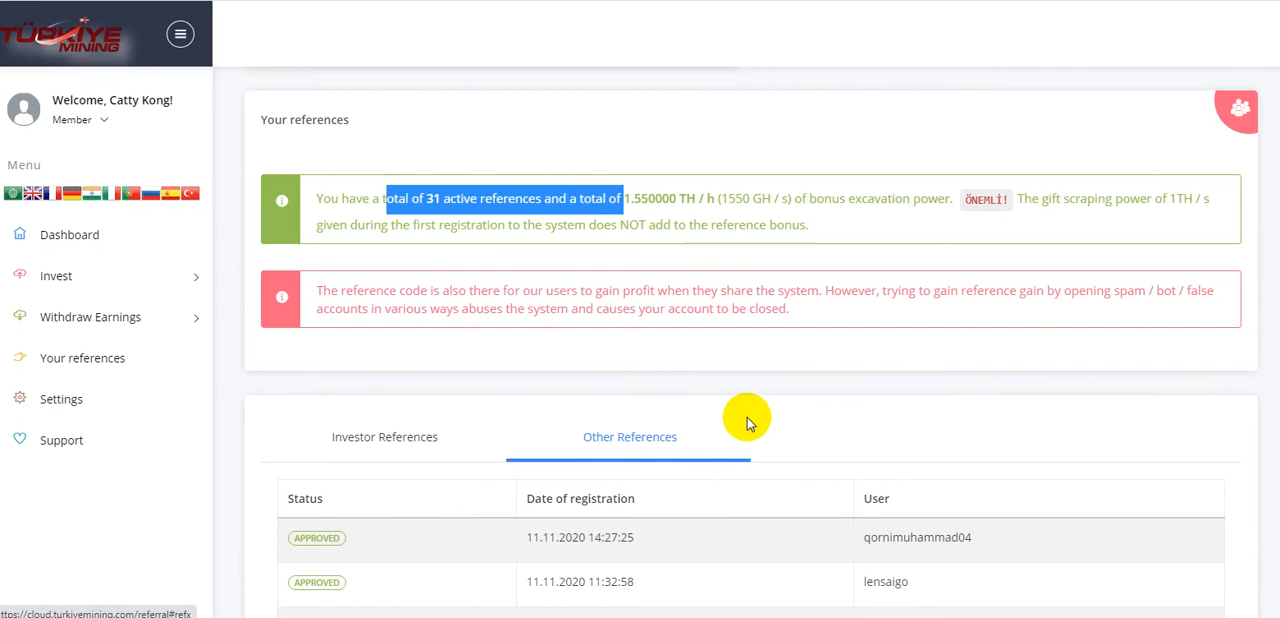 TÜRKİYE
MINING
Welcome, Catty Kong!
Member
Menu
Dashboard
Invest
Withdraw Earnings
Your references
Settings
Support
Your references
You have a total of 31 active references and a total of 1.550000 TH / h (1550 GH / s) of bonus excavation power. ÖNEMLİ! The gift scraping power of 1TH / s
given during the first registration to the system does NOT add to the reference bonus.
The reference code is also there for our users to gain profit when they share the system. However, trying to gain reference gain by opening spam / bot / false
accounts in various ways abuses the system and causes your account to be closed.
Investor References Other References
Status Date of registration User
APPROVED 11.11.2020 14:27:25 qornimuhammad04
APPROVED 11.11.2020 11:32:58 lensaigo
ttps://cloud.turkiyemining.com/referral#refx